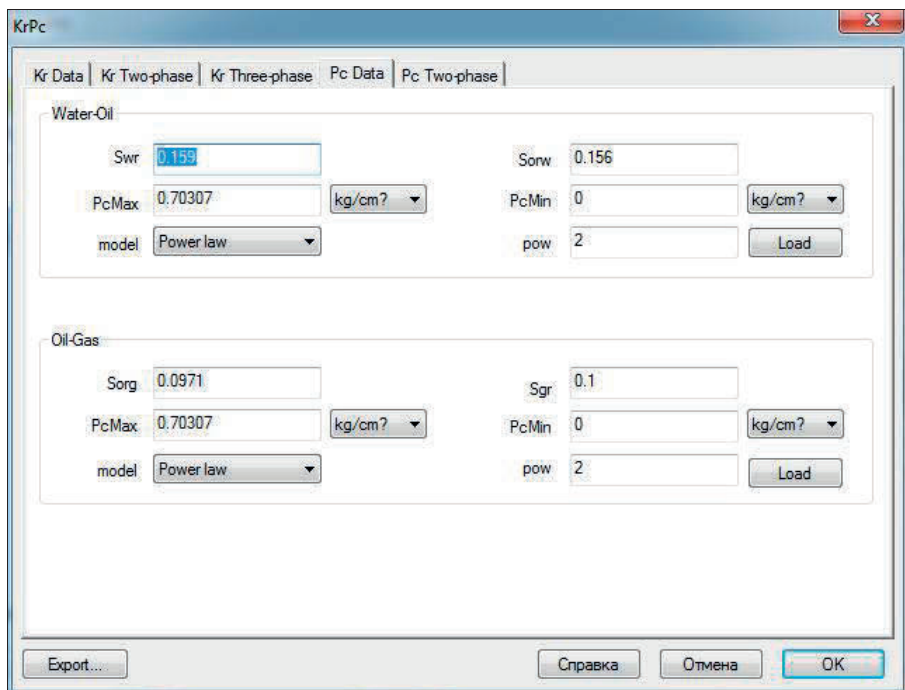 KrPc
Kr Data Kr Two-phase Kr Three-phase Pc Data Pc Two-phase
Water-Oil
Swr 0.159 Sorw 0.156
PcMax 0.70307 kg/cm? PcMin 0 kg/cm?
model Power law pow 2 Load
Oil-Gas
Sorg 0.0971 Sgr 0.1
PcMax 0.70307 kg/cm? PcMin 0 kg/cm?
model Power law pow 2 Load
Export... Справка Отмена OK